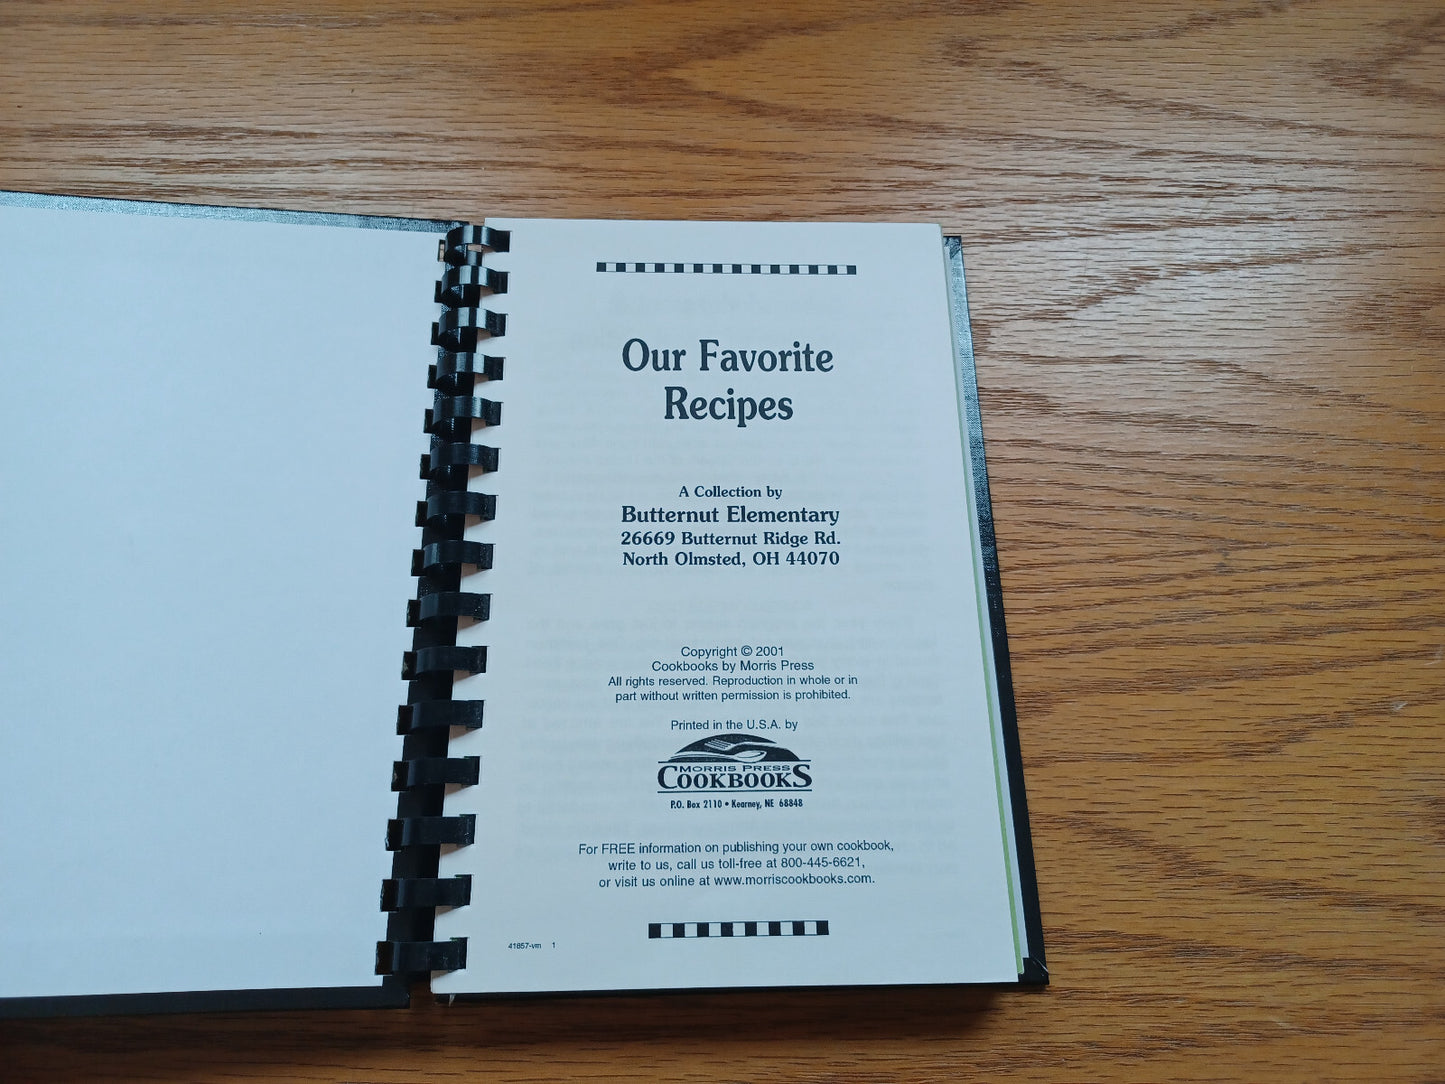 Our Favorite
Recipes
A Collection by
Butternut Elementary
26669 Butternut Ridge Rd.
North Olmsted, OH 44070
Copyright © 2001
Cookbooks by Morris Press
All rights reserved. Reproduction in whole or in
part without written permission is prohibited.
Printed in the U.S.A. by
MORRIS PRESS
COOKBOOKS
P.O. Box 2110 • Kearney, NE 68848
For FREE information on publishing your own cookbook,
write to us, call us toll-free at 800-445-6621,
or visit us online at www.morriscookbooks.com.
41857-vm 1